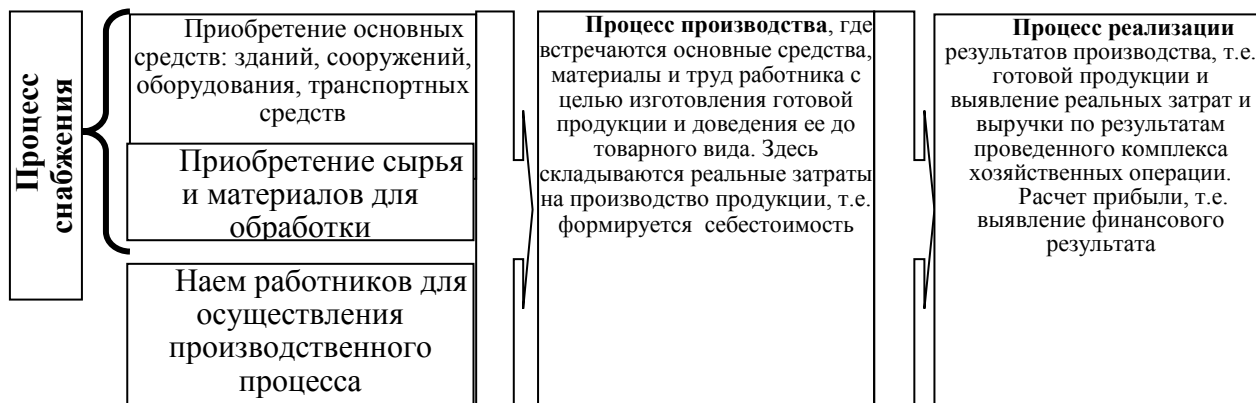 Процесс
снабжения
Приобретение основных
средств: зданий, сооружений,
оборудования, транспортных
средств
Приобретение сырья
и материалов для
обработки
Наем работников для
осуществления
производственного
процесса
Процесс производства, где
встречаются основные средства,
материалы и труд работника с
целью изготовления готовой
продукции и доведения ее до
товарного вида. Здесь
складываются реальные затраты
на производство продукции, т.е.
формируется себестоимость
Процесс реализации
результатов производства, т.е.
готовой продукции и
выявление реальных затрат и
выручки по результатам
проведенного комплекса
хозяйственных операции.
Расчет прибыли, т.е.
выявление финансового
результата